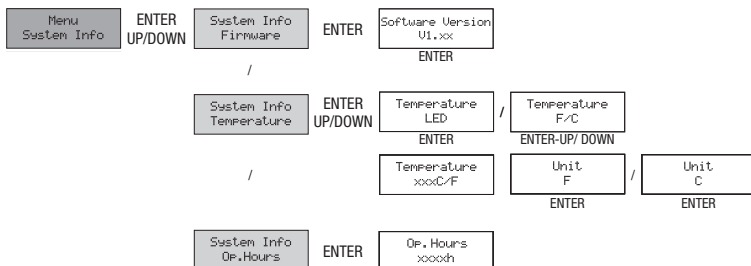 Menu
System Info
ENTER
UP/DOWN
System Info
Firmware
ENTER
Software Version
V1.xx
ENTER
/
System Info
Temperature
ENTER
UP/DOWN
Temperature
LED
ENTER
/
Temperature
F/C
ENTER-UP/ DOWN
/
Temperature
xxxC/F
Unit
F
ENTER
/
Unit
C
ENTER
System Info
Op.Hours
ENTER
Op.Hours
xxxxh